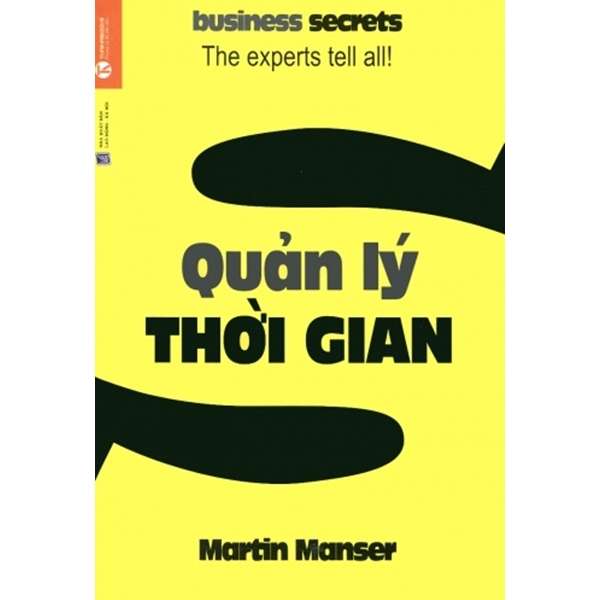 business secrets
The experts tell all!
Quản lý
THỜI GIAN
Martin Manser